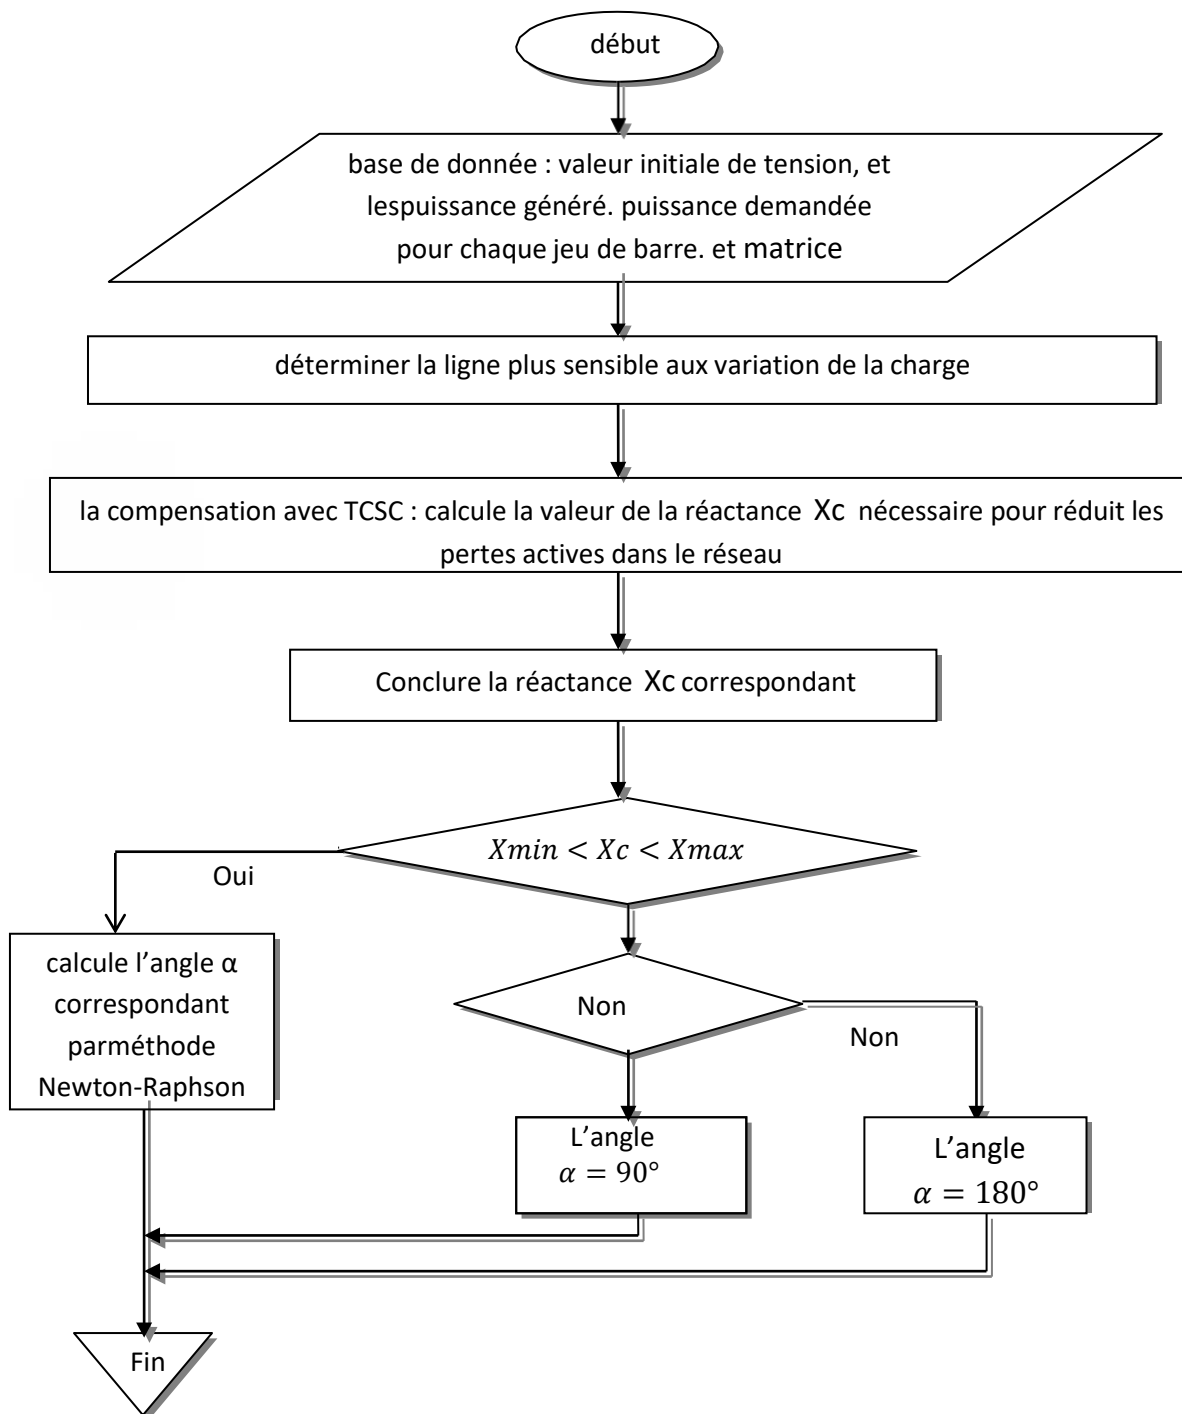 début
base de donnée : valeur initiale de tension, et
lespuissance généré. puissance demandée
pour chaque jeu de barre. et matrice
déterminer la ligne plus sensible aux variation de la charge
la compensation avec TCSC : calcule la valeur de la réactance Xc nécessaire pour réduit les
pertes actives dans le réseau
Conclure la réactance Xc correspondant
Xmin < Xc < Xmax
Oui
calcule l’angle α
correspondant
parméthode
Newton-Raphson
Non
Non
L’angle
α = 90°
L’angle
α = 180°
Fin